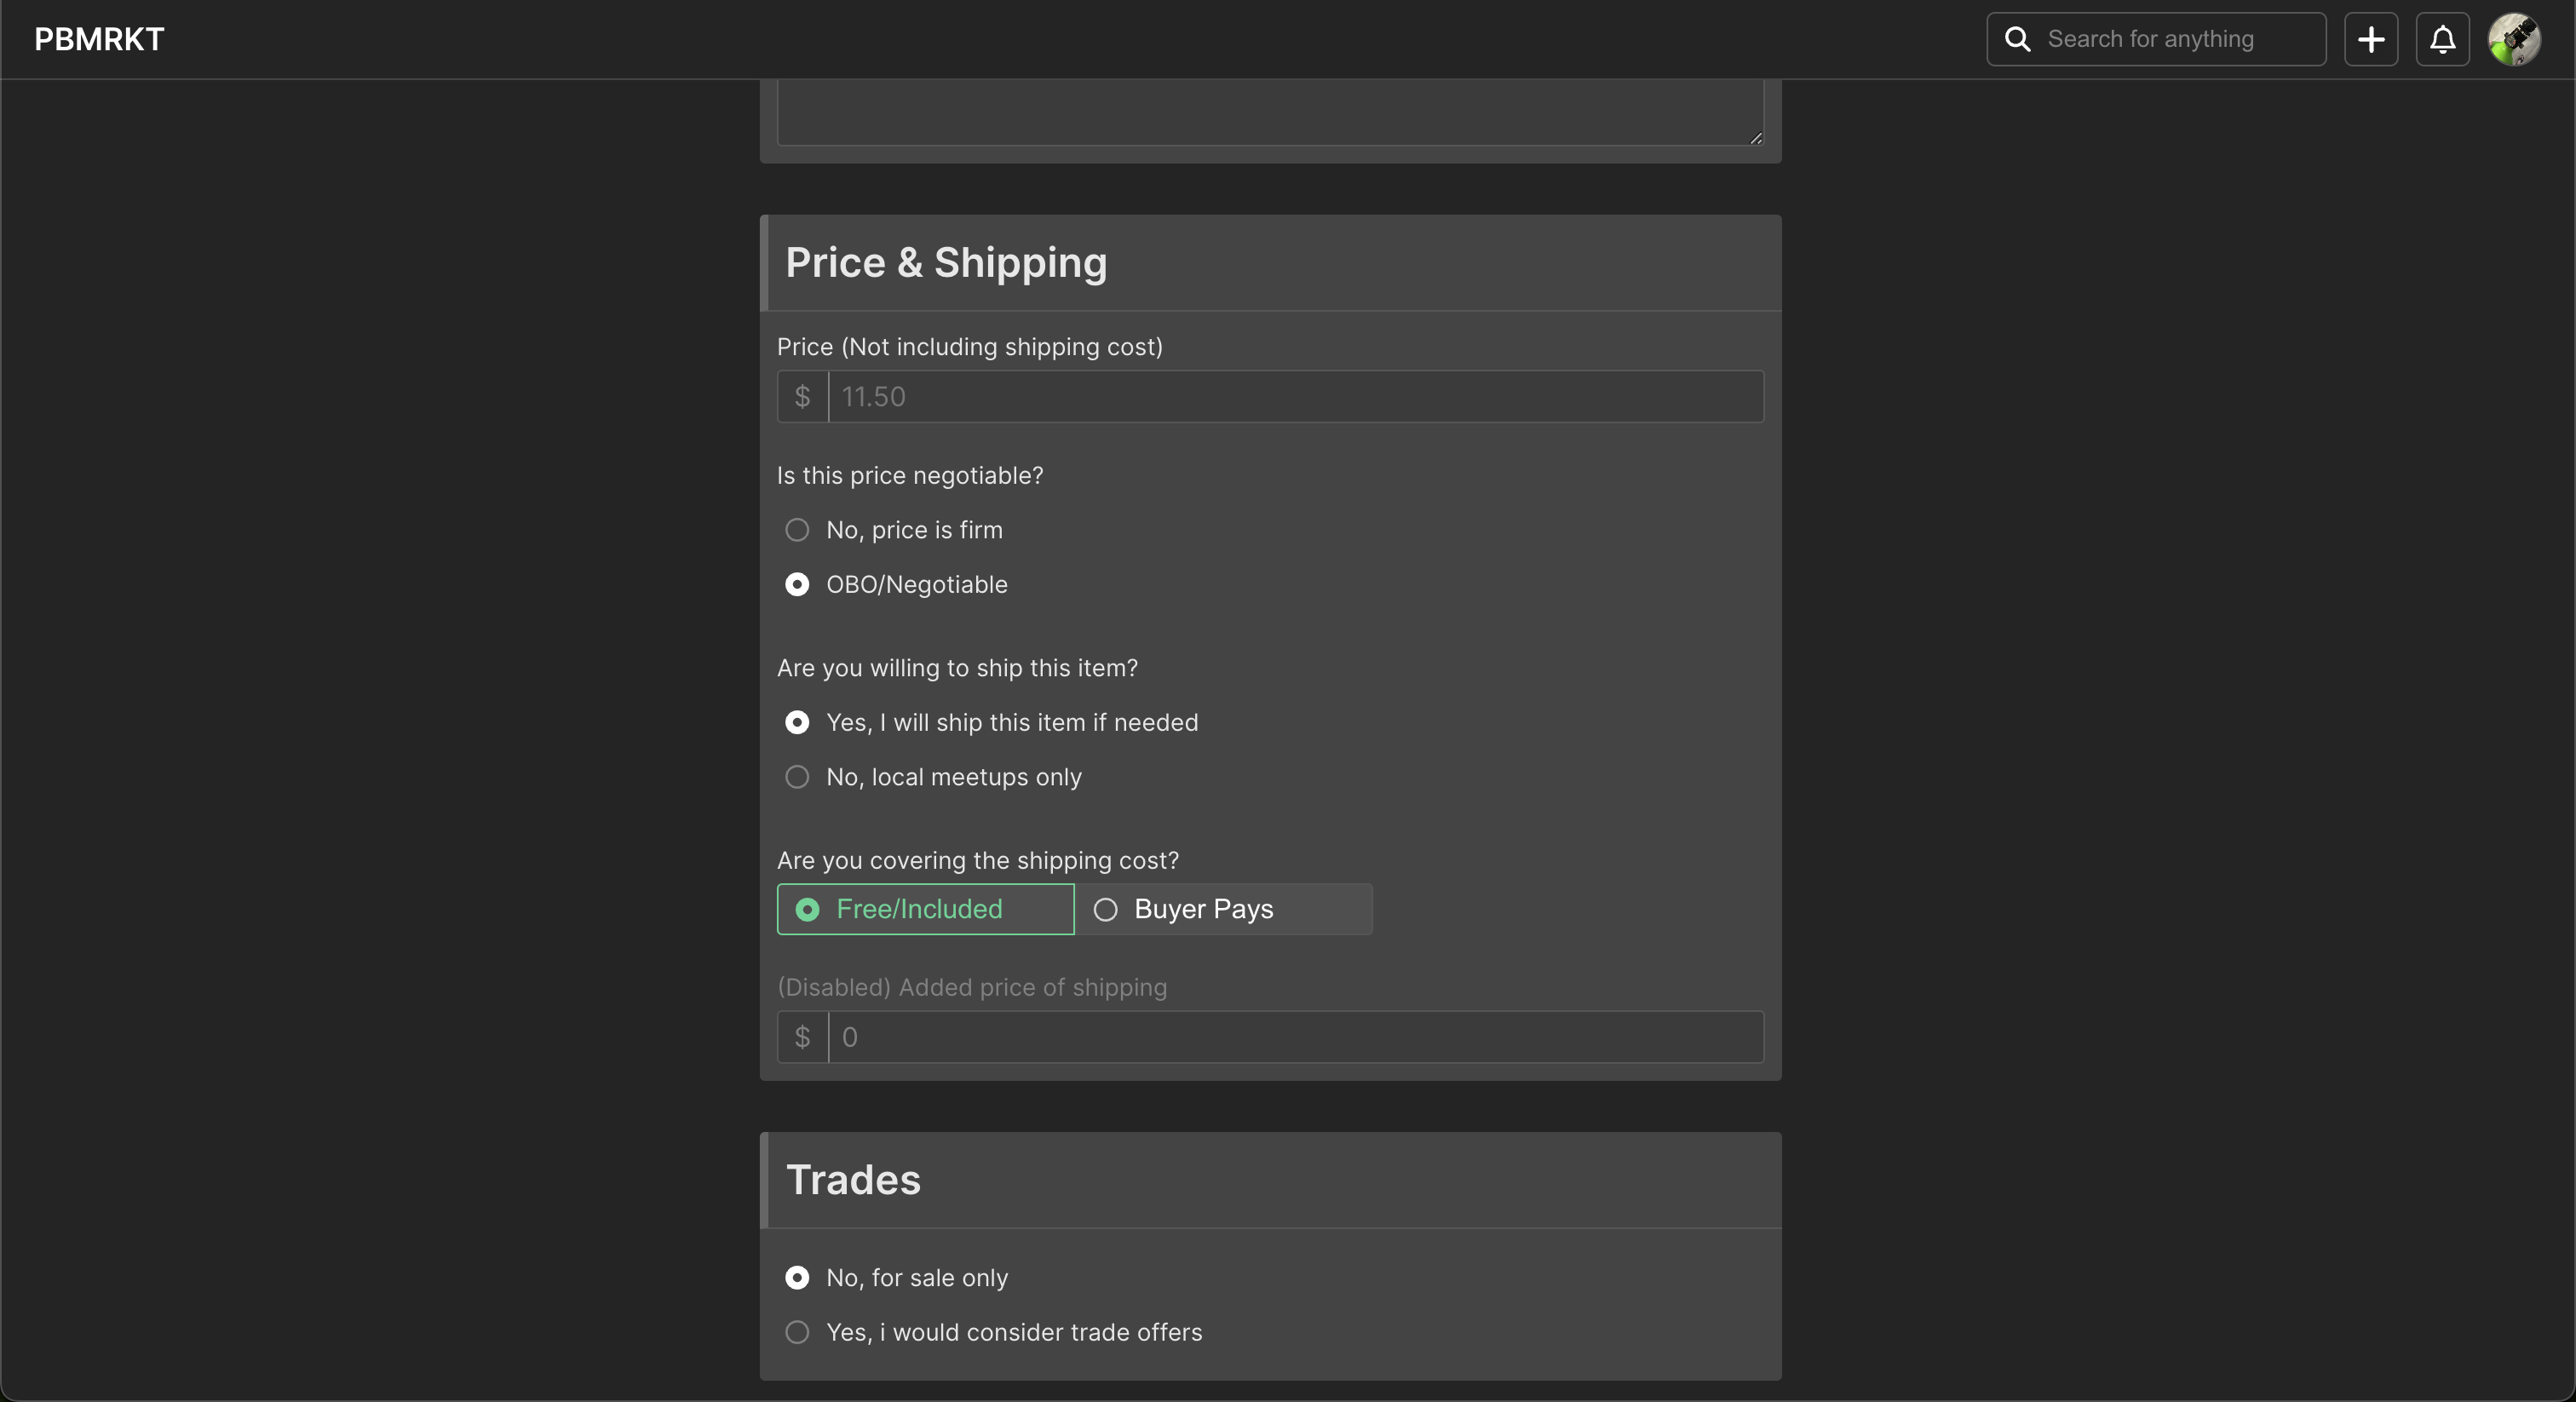 PBMRKT
Search for anything
Price & Shipping
Price (Not including shipping cost)
$ 11.50
Is this price negotiable?
No, price is firm
OBO/Negotiable
Are you willing to ship this item?
Yes, I will ship this item if needed
No, local meetups only
Are you covering the shipping cost?
Free/Included Buyer Pays
(Disabled) Added price of shipping
$ 0
Trades
No, for sale only
Yes, i would consider trade offers